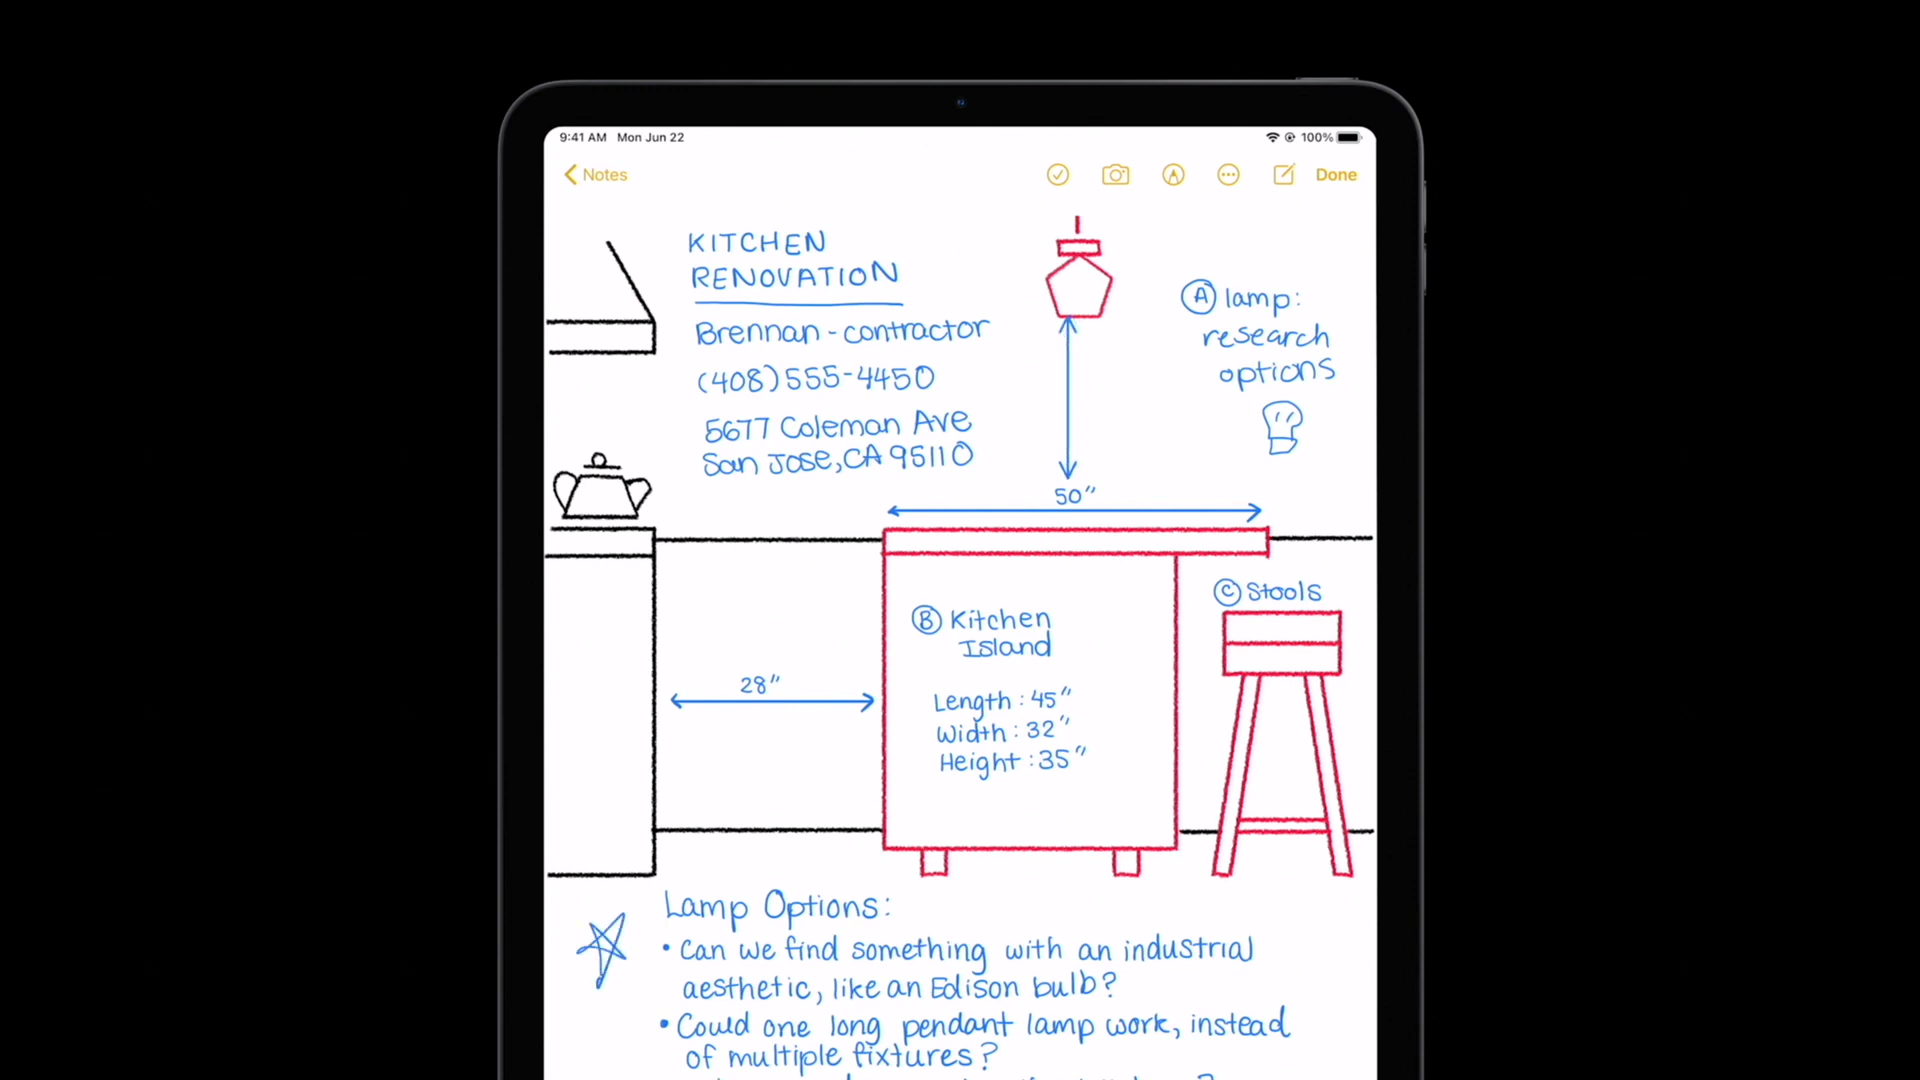 9:41 AM Mon Jun 22
100%
Notes
Done
KITCHEN
RENOVATION
Brennan - contractor
(408) 555-4450
5677 Coleman Ave
San Jose, CA 95110
A lamp:
research
options
50"
C Stools
B Kitchen
Island
28"
Length: 45"
Width: 32"
Height: 35"
Lamp Options:
• Can we find something with an industrial
aesthetic, like an Edison bulb?
• Could one long pendant lamp work, instead
of multiple fixtures?